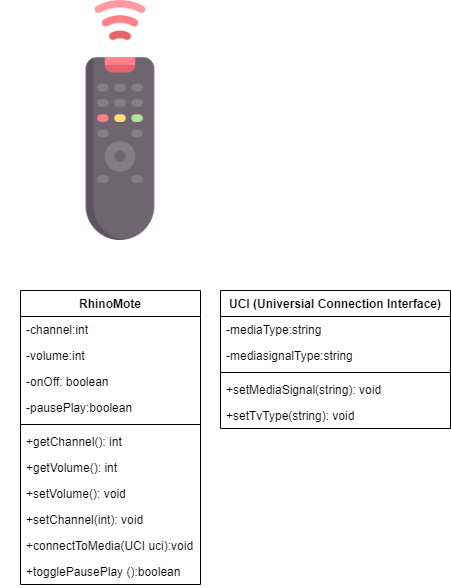 RhinoMote
-channel:int
-volume:int
-onOff: boolean
-pausePlay:boolean
+getChannel(): int
+getVolume(): int
+setVolume(): void
+setChannel(int): void
+connectToMedia(UCI uci):void
+togglePausePlay ():boolean
UCI (Universial Connection Interface)
-mediaType:string
-mediasignalType:string
+setMediaSignal(string): void
+setTvType(string): void